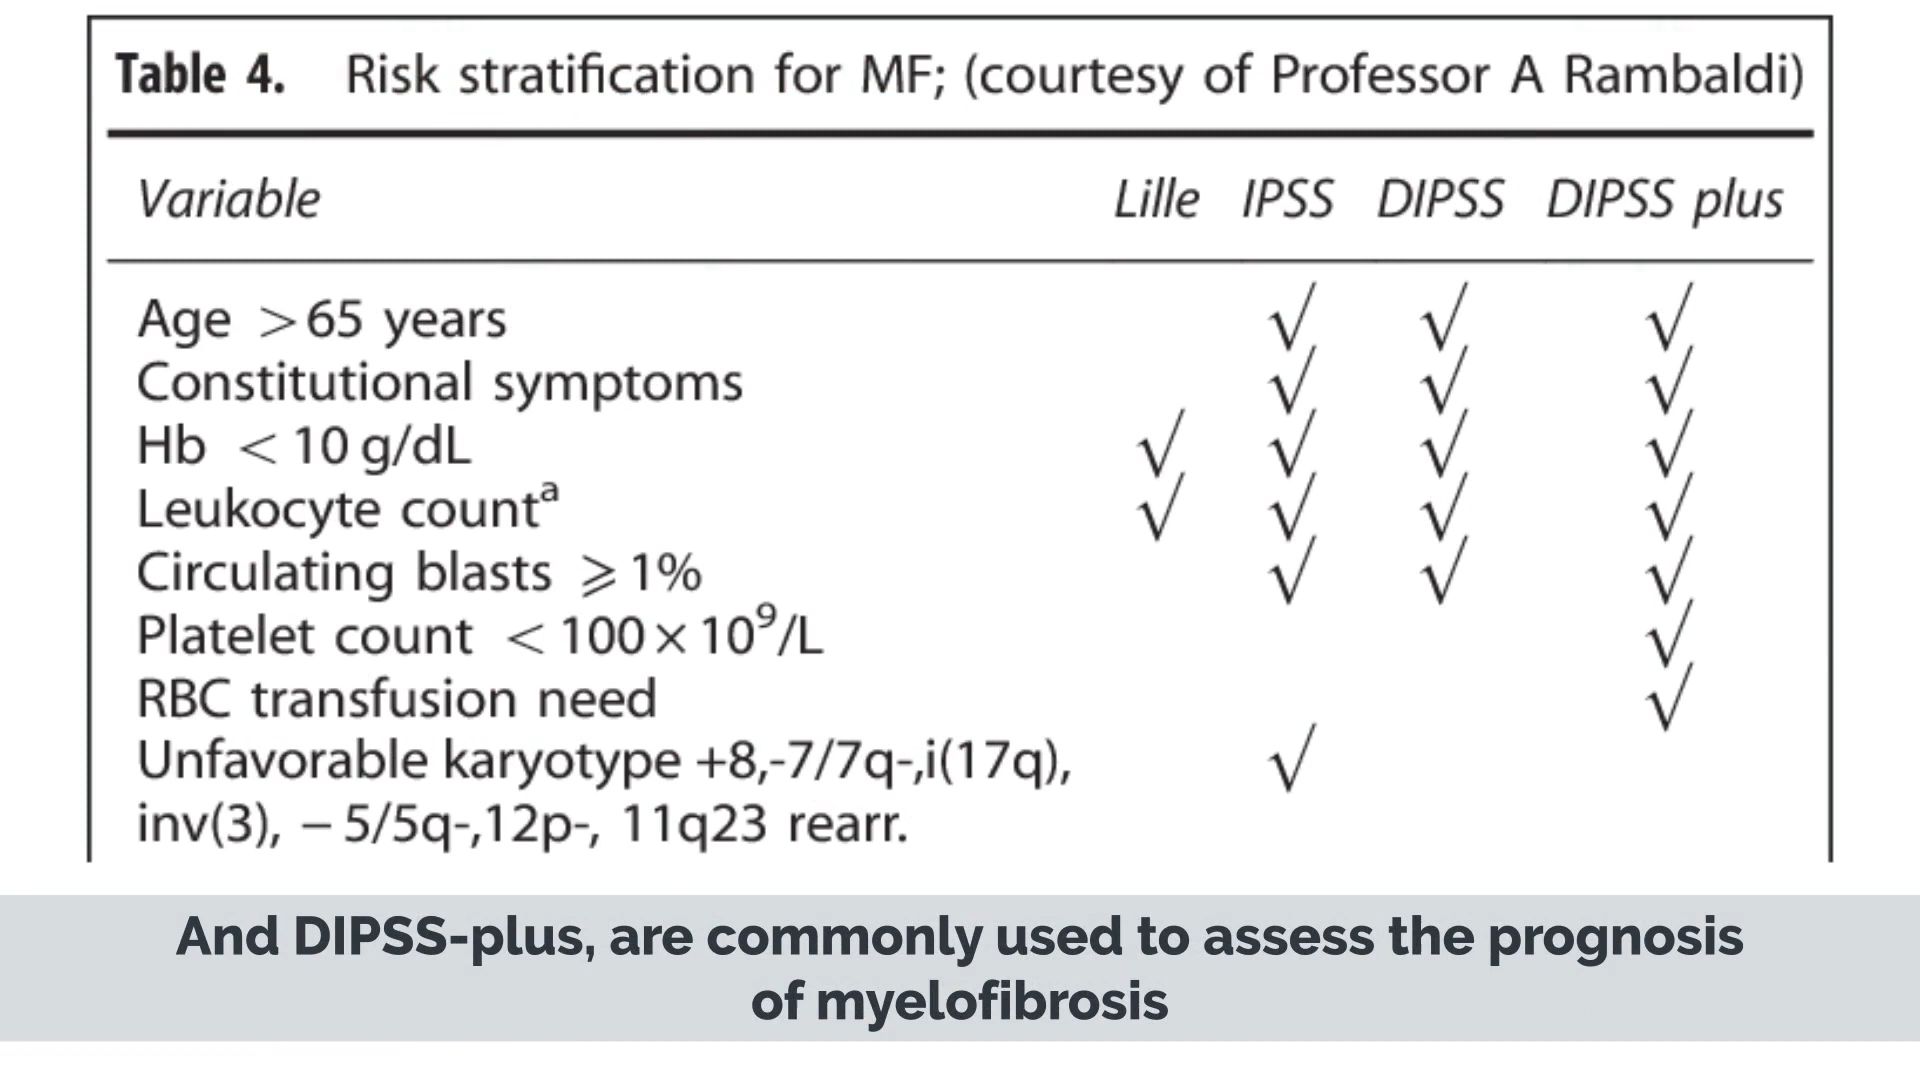 Table 4. Risk stratification for MF; (courtesy of Professor A Rambaldi)
Variable Lille IPSS DIPSS DIPSS plus
Age >65 years √ √ √
Constitutional symptoms √ √ √
Hb <10 g/dL √ √ √ √
Leukocyte countᵃ √ √ √ √
Circulating blasts ⩾1% √ √ √
Platelet count <100×10⁹/L √
RBC transfusion need √
Unfavorable karyotype +8,-7/7q-,i(17q), √
inv(3), −5/5q-,12p-, 11q23 rearr.
And DIPSS-plus, are commonly used to assess the prognosis
of myelofibrosis